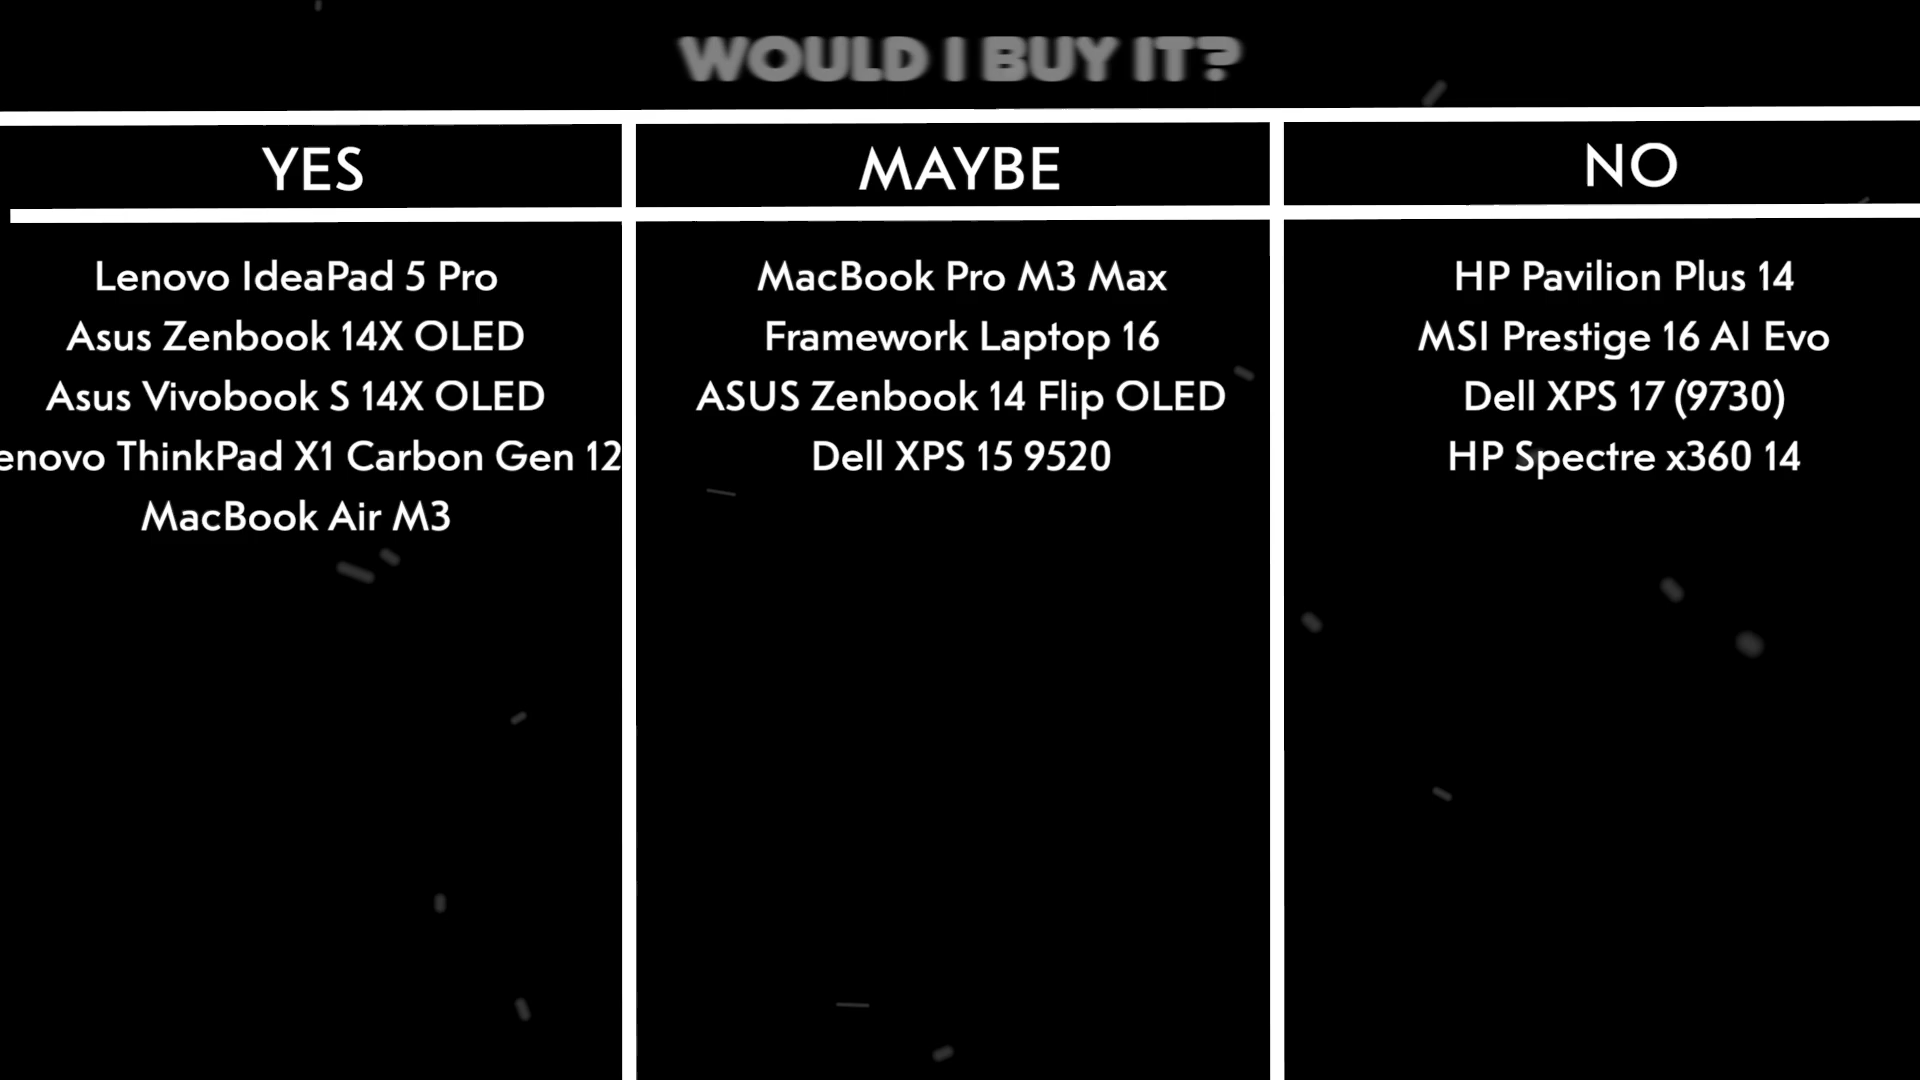 WOULD I BUY IT?
YES
MAYBE
NO
Lenovo IdeaPad 5 Pro
Asus Zenbook 14X OLED
Asus Vivobook S 14X OLED
enovo ThinkPad X1 Carbon Gen 12
MacBook Air M3
MacBook Pro M3 Max
Framework Laptop 16
ASUS Zenbook 14 Flip OLED
Dell XPS 15 9520
HP Pavilion Plus 14
MSI Prestige 16 AI Evo
Dell XPS 17 (9730)
HP Spectre x360 14